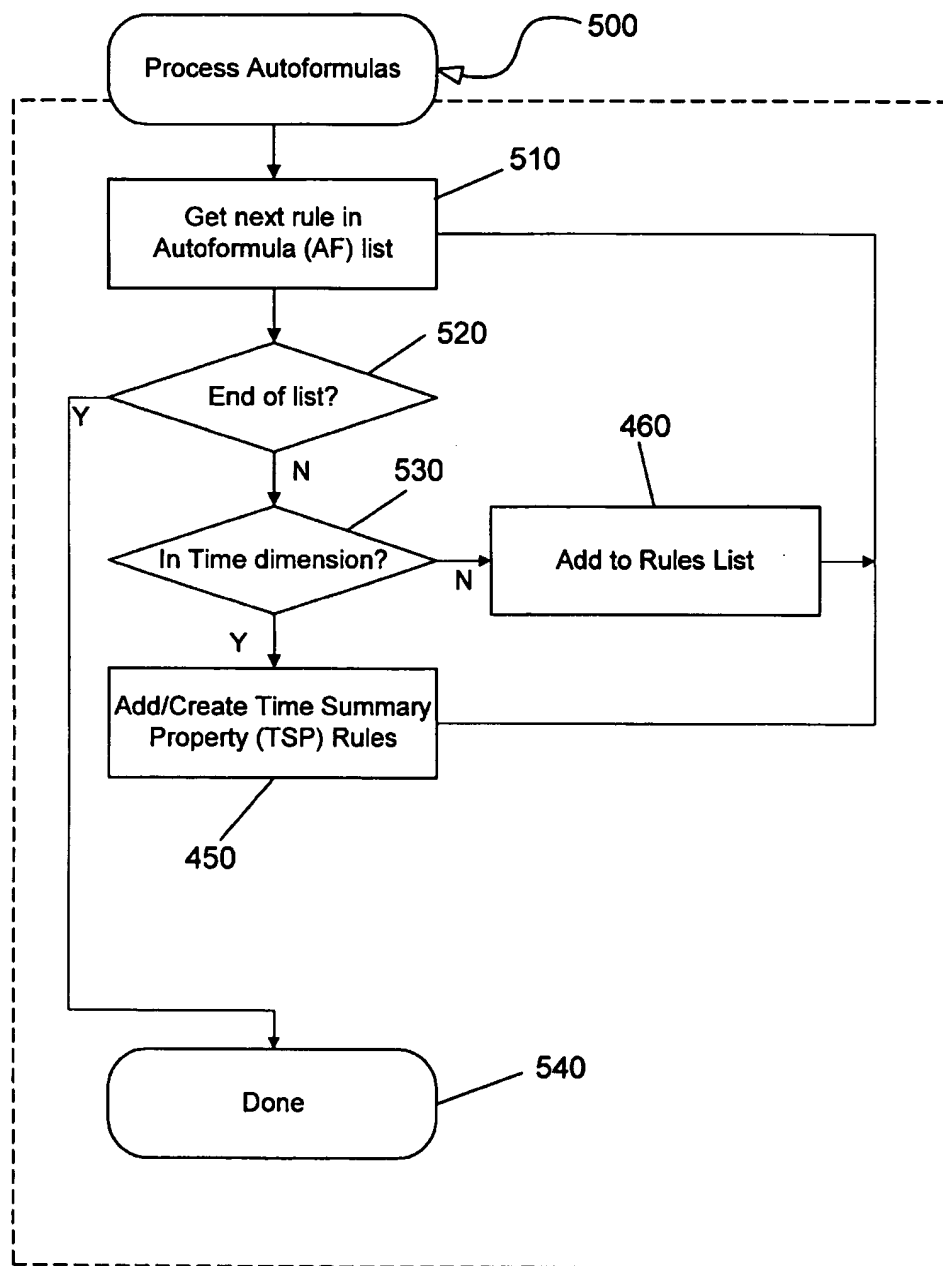 500
Process Autoformulas
510
Get next rule in
Autoformula (AF) list
520
End of list?
Y
N
460
530
In Time dimension?
N
Add to Rules List
Y
Add/Create Time Summary
Property (TSP) Rules
450
540
Done